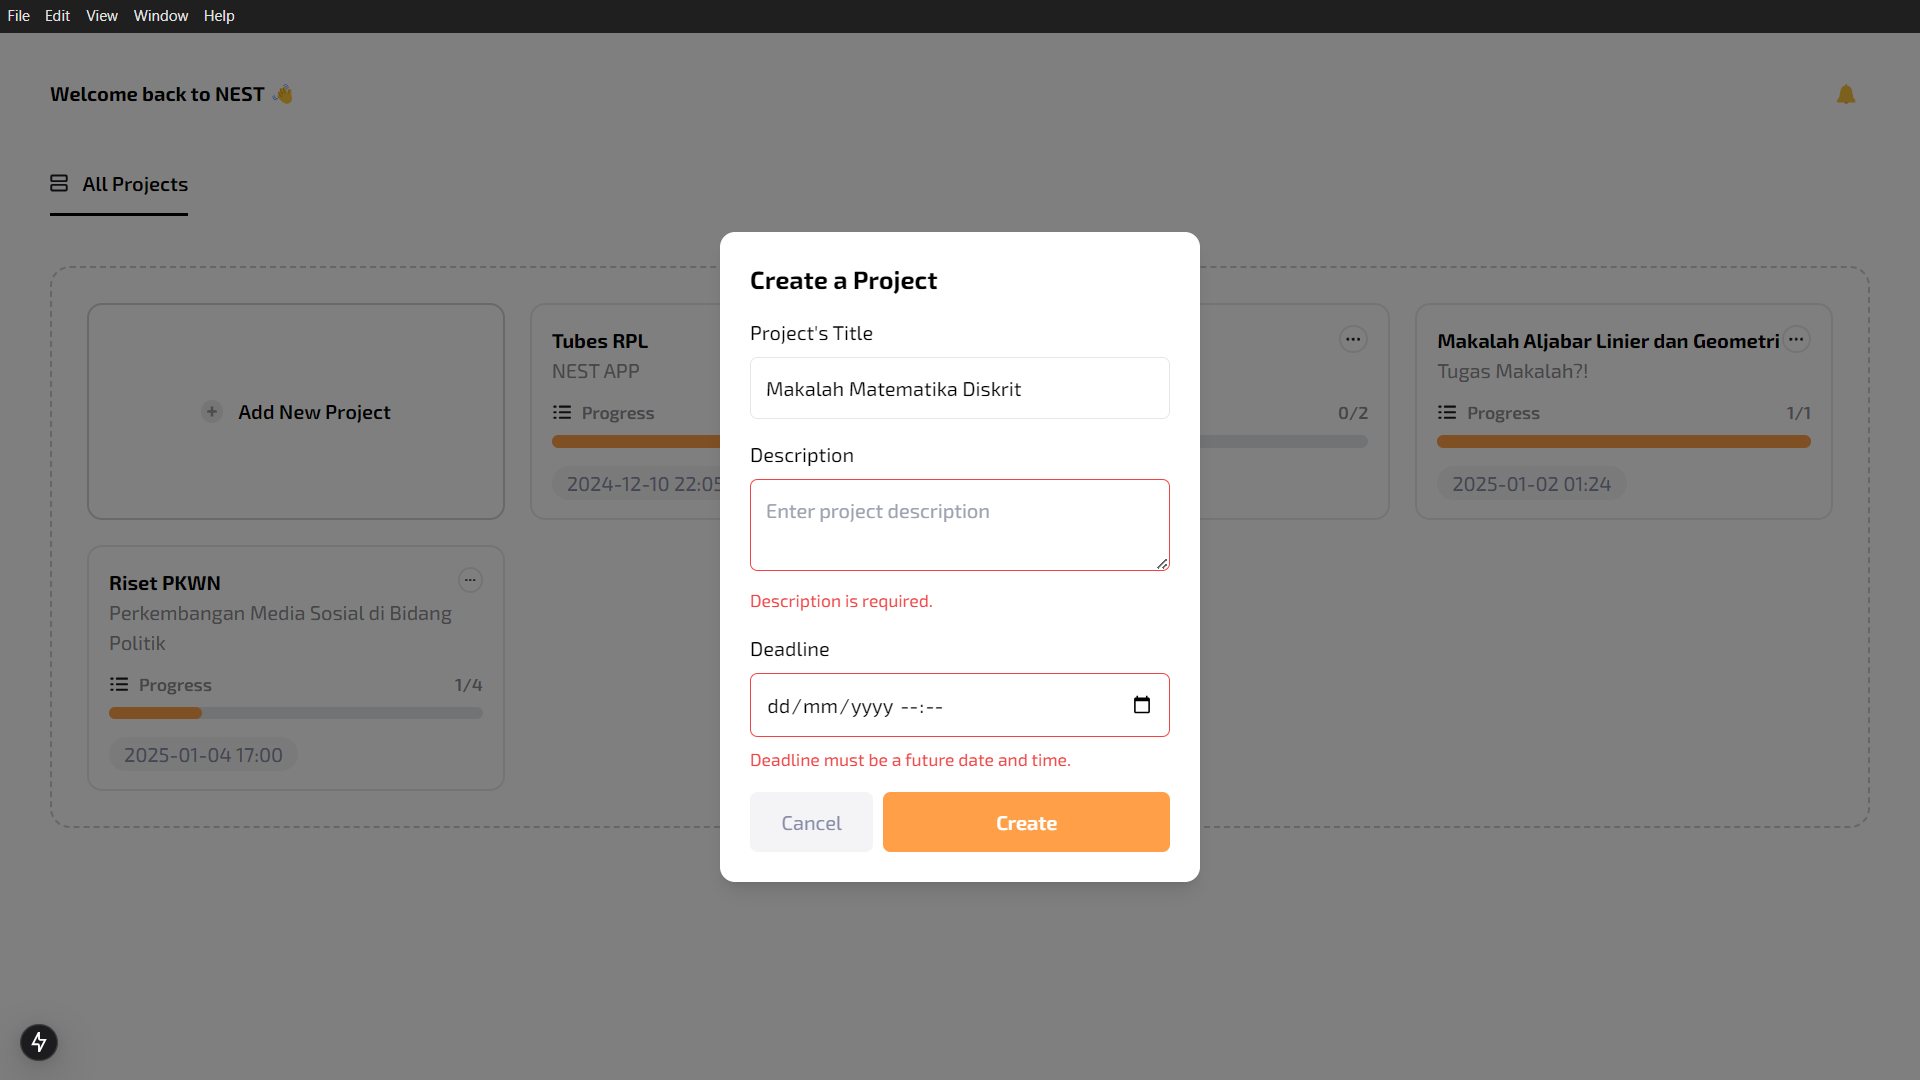 File Edit View Window Help
Welcome back to NEST 👋
All Projects
Add New Project
Tubes RPL
NEST APP
Progress
2024-12-10 22:05
0/2
Makalah Aljabar Linier dan Geometri
Tugas Makalah?!
Progress 1/1
2025-01-02 01:24
Riset PKWN
Perkembangan Media Sosial di Bidang
Politik
Progress 1/4
2025-01-04 17:00
Create a Project
Project's Title
Makalah Matematika Diskrit
Description
Enter project description
Description is required.
Deadline
dd/mm/yyyy --:--
Deadline must be a future date and time.
Cancel Create